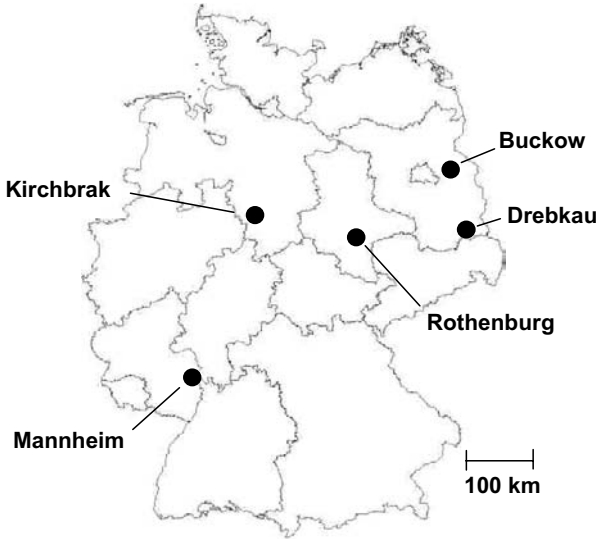 Buckow
Kirchbrak
Drebkau
Rothenburg
Mannheim
100 km